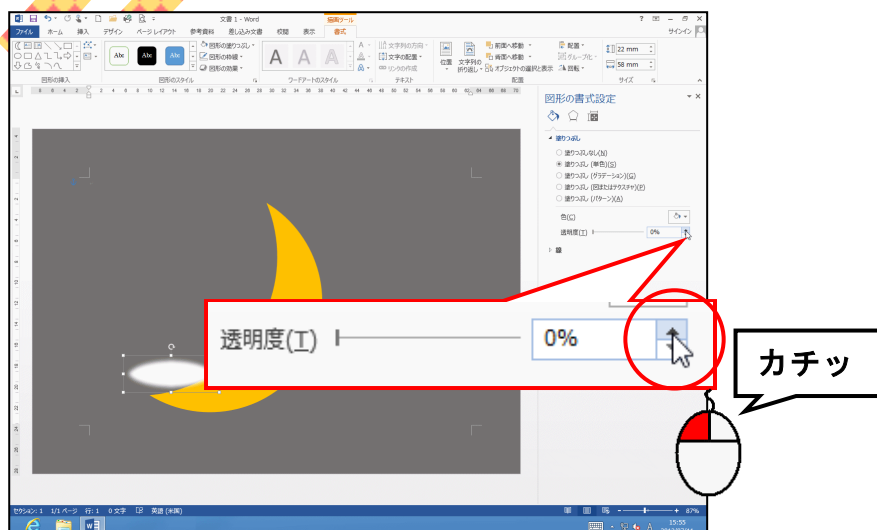 文書 1 - Word
描画ツール
ファイル ホーム 挿入 デザイン ページ レイアウト 参考資料 差し込み文書 校閲 表示 書式
サインイン
Abc Abc Abc
図形の塗りつぶし
図形の枠線
図形の効果
A A A
文字列の方向
文字の配置
リンクの作成
位置
文字列の折り返し
前面へ移動
背面へ移動
オブジェクトの選択と表示
配置
グループ化
回転
22 mm
58 mm
図形の挿入 図形のスタイル ワードアートのスタイル テキスト 配置 サイズ
図形の書式設定
塗りつぶし
塗りつぶしなし(N)
塗りつぶし (単色)(S)
塗りつぶし (グラデーション)(G)
塗りつぶし (図またはテクスチャ)(P)
塗りつぶし (パターン)(A)
色(C)
透明度(T) 0%
線
透明度(T) 0%
カチッ
セクション: 1 1/1 ページ 行: 1 0 文字 英語 (米国)
87%
15:55